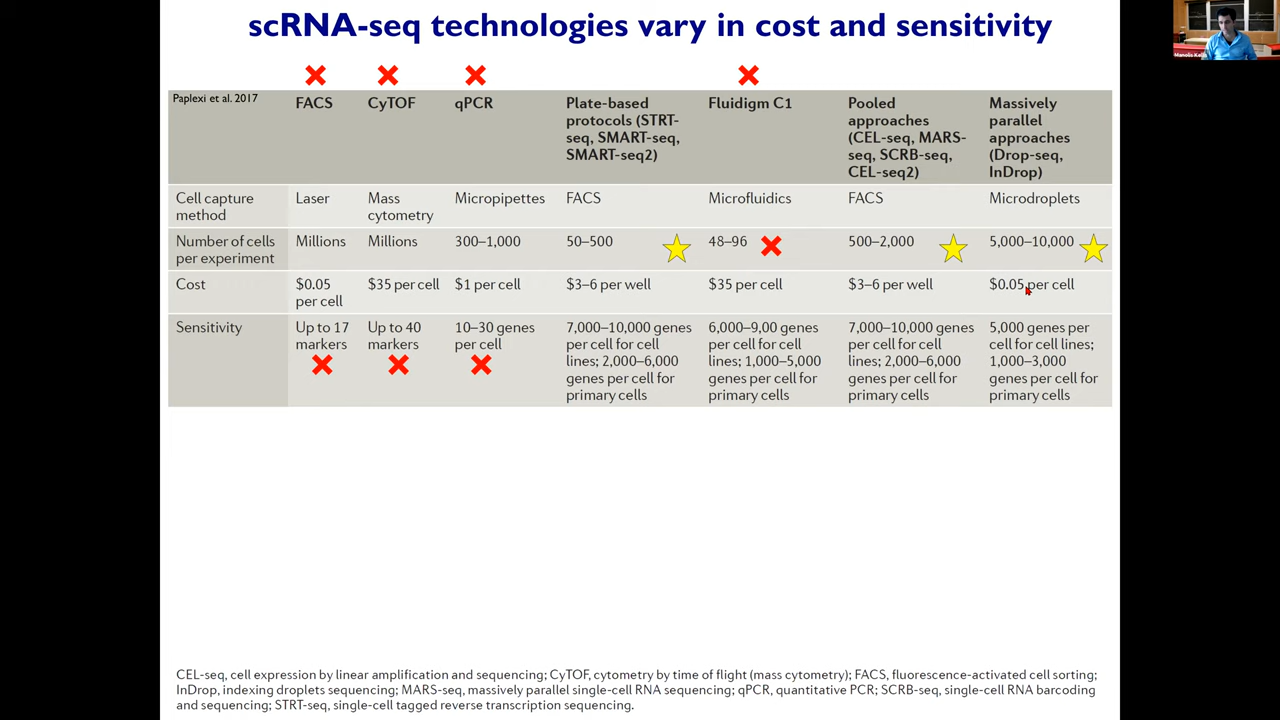 scRNA-seq technologies vary in cost and sensitivity
Paplexi et al. 2017
FACS
CyTOF
qPCR
Plate-based
protocols (STRT-
seq, SMART-seq,
SMART-seq2)
Fluidigm C1
Pooled
approaches
(CEL-seq, MARS-
seq, SCRB-seq,
CEL-seq2)
Massively
parallel
approaches
(Drop-seq,
InDrop)
Cell capture
method
Laser
Mass
cytometry
Micropipettes
FACS
Microfluidics
FACS
Microdroplets
Number of cells
per experiment
Millions
Millions
300–1,000
50–500
48–96
500–2,000
5,000–10,000
Cost
$0.05
per cell
$35 per cell
$1 per cell
$3–6 per well
$35 per cell
$3–6 per well
$0.05 per cell
Sensitivity
Up to 17
markers
Up to 40
markers
10–30 genes
per cell
7,000–10,000 genes
per cell for cell
lines; 2,000–6,000
genes per cell for
primary cells
6,000–9,00 genes
per cell for cell
lines; 1,000–5,000
genes per cell for
primary cells
7,000–10,000 genes
per cell for cell
lines; 2,000–6,000
genes per cell for
primary cells
5,000 genes per
cell for cell lines;
1,000–3,000
genes per cell for
primary cells
CEL-seq, cell expression by linear amplification and sequencing; CyTOF, cytometry by time of flight (mass cytometry); FACS, fluorescence-activated cell sorting;
InDrop, indexing droplets sequencing; MARS-seq, massively parallel single-cell RNA sequencing; qPCR, quantitative PCR; SCRB-seq, single-cell RNA barcoding
and sequencing; STRT-seq, single-cell tagged reverse transcription sequencing.